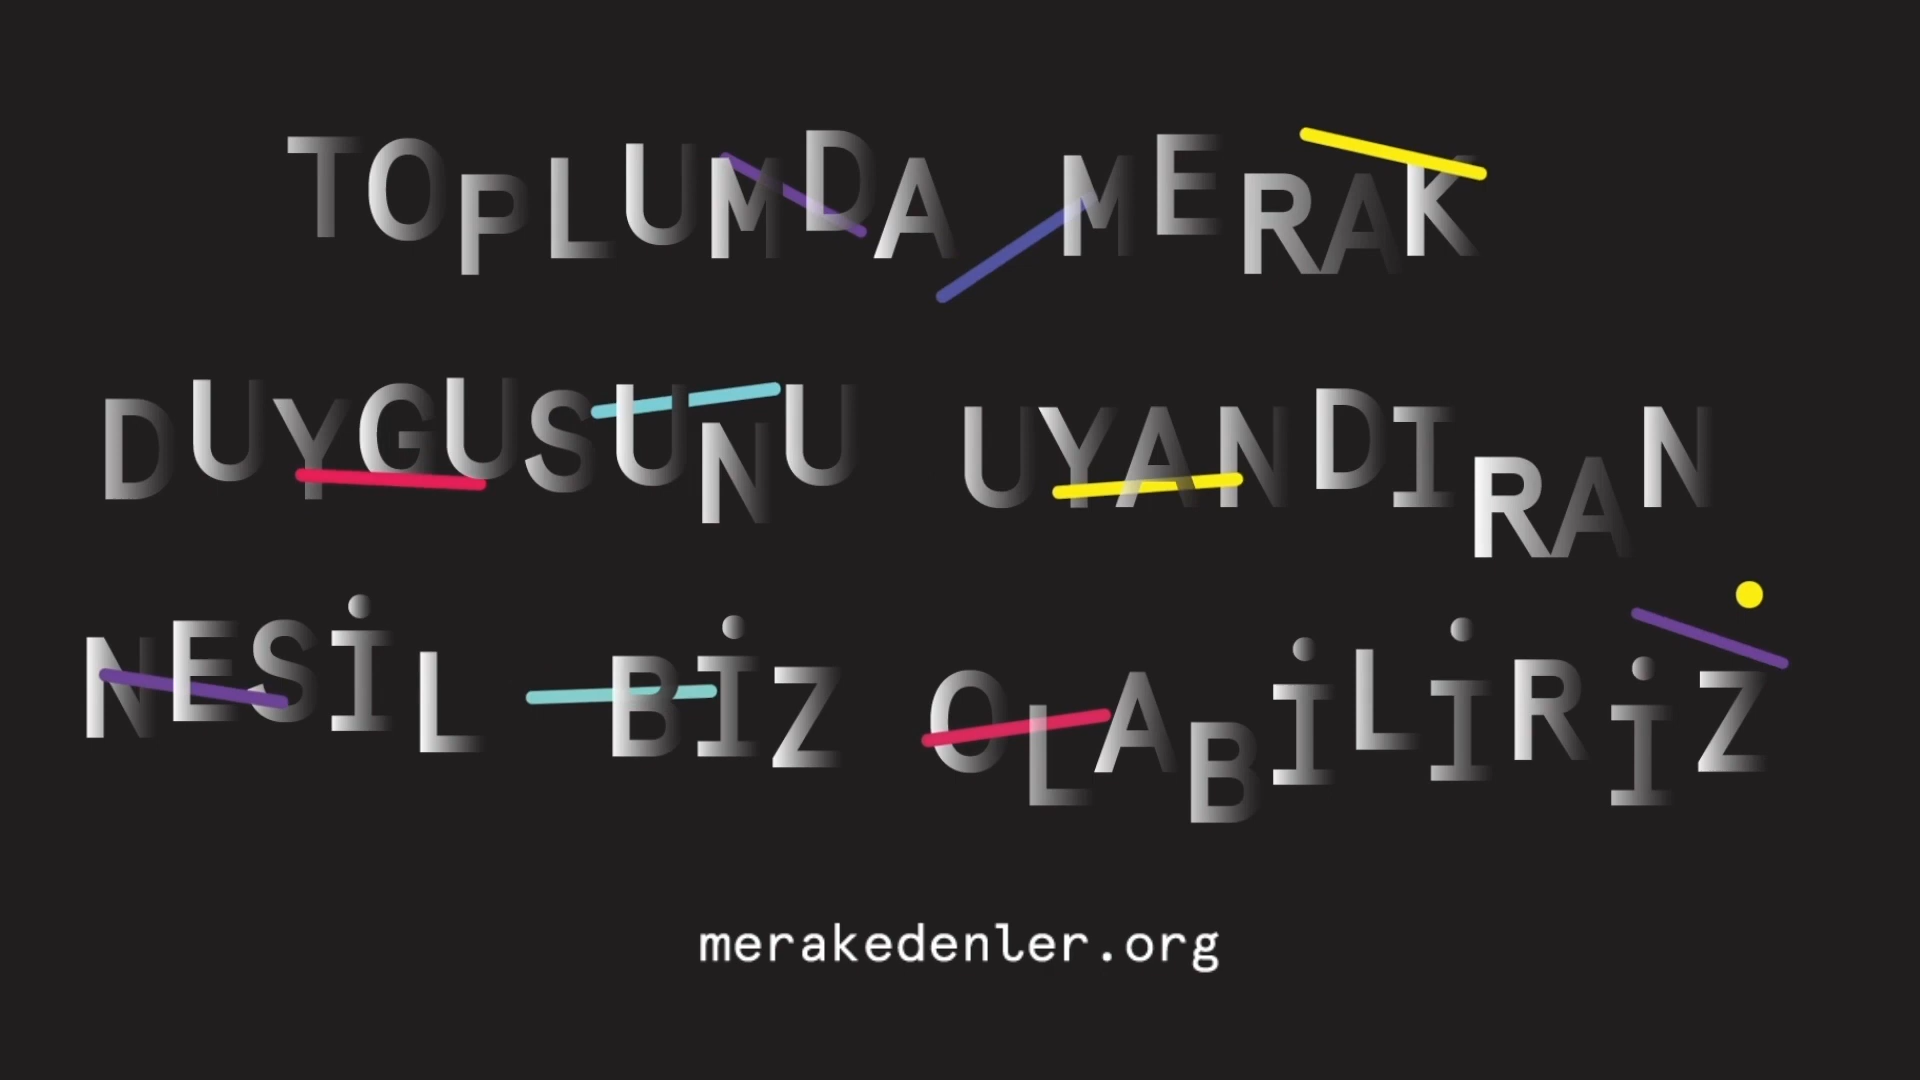 TOPLUMDA MERAK
DUYGUSUNU UYANDIRAN
NESİL BİZ OLABİLİRİZ
merakedenler.org